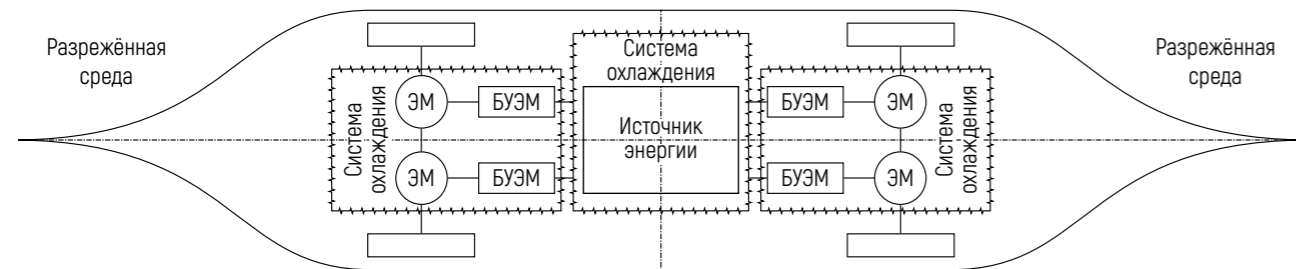 Разрежённая
среда
Система
охлаждения
ЭМ
БУЭМ
ЭМ
БУЭМ
Система
охлаждения
Источник
энергии
БУЭМ
ЭМ
БУЭМ
ЭМ
Система
охлаждения
Разрежённая
среда